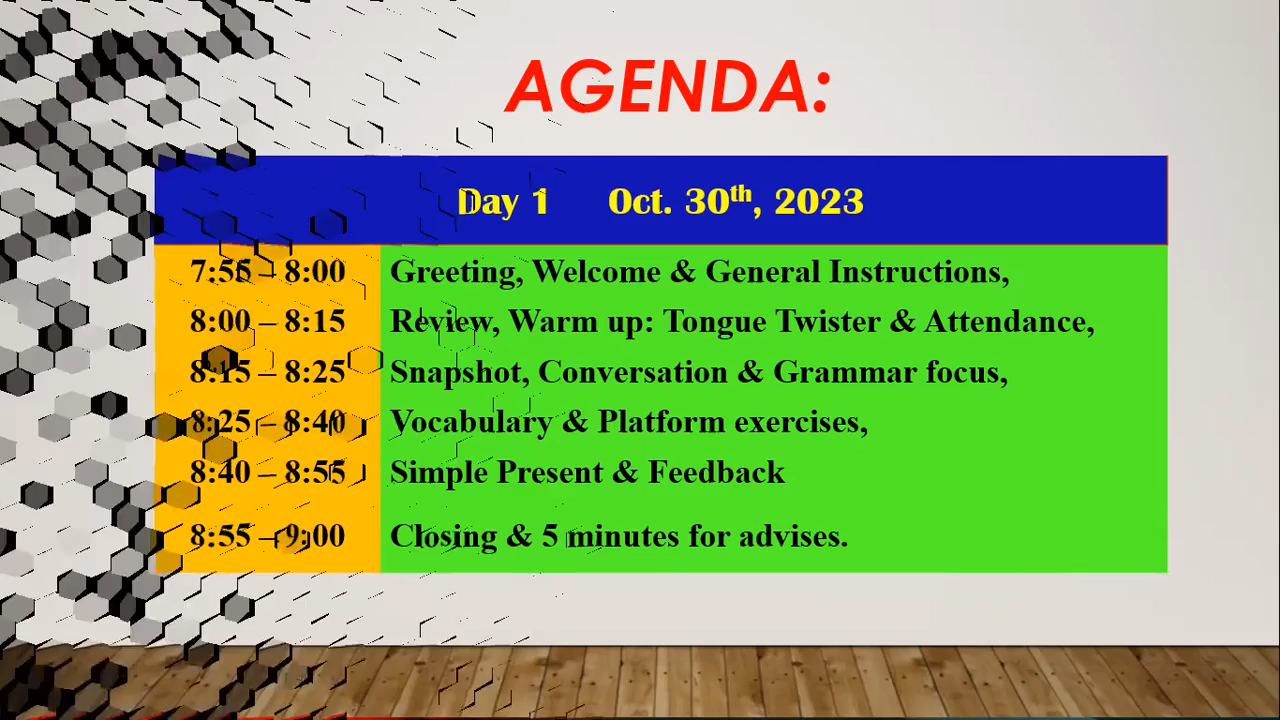 AGENDA:
Day 1 Oct. 30th, 2023
7:55 – 8:00 Greeting, Welcome & General Instructions,
8:00 – 8:15 Review, Warm up: Tongue Twister & Attendance,
8:15 – 8:25 Snapshot, Conversation & Grammar focus,
8:25 – 8:40 Vocabulary & Platform exercises,
8:40 – 8:55 Simple Present & Feedback
8:55 – 9:00 Closing & 5 minutes for advises.